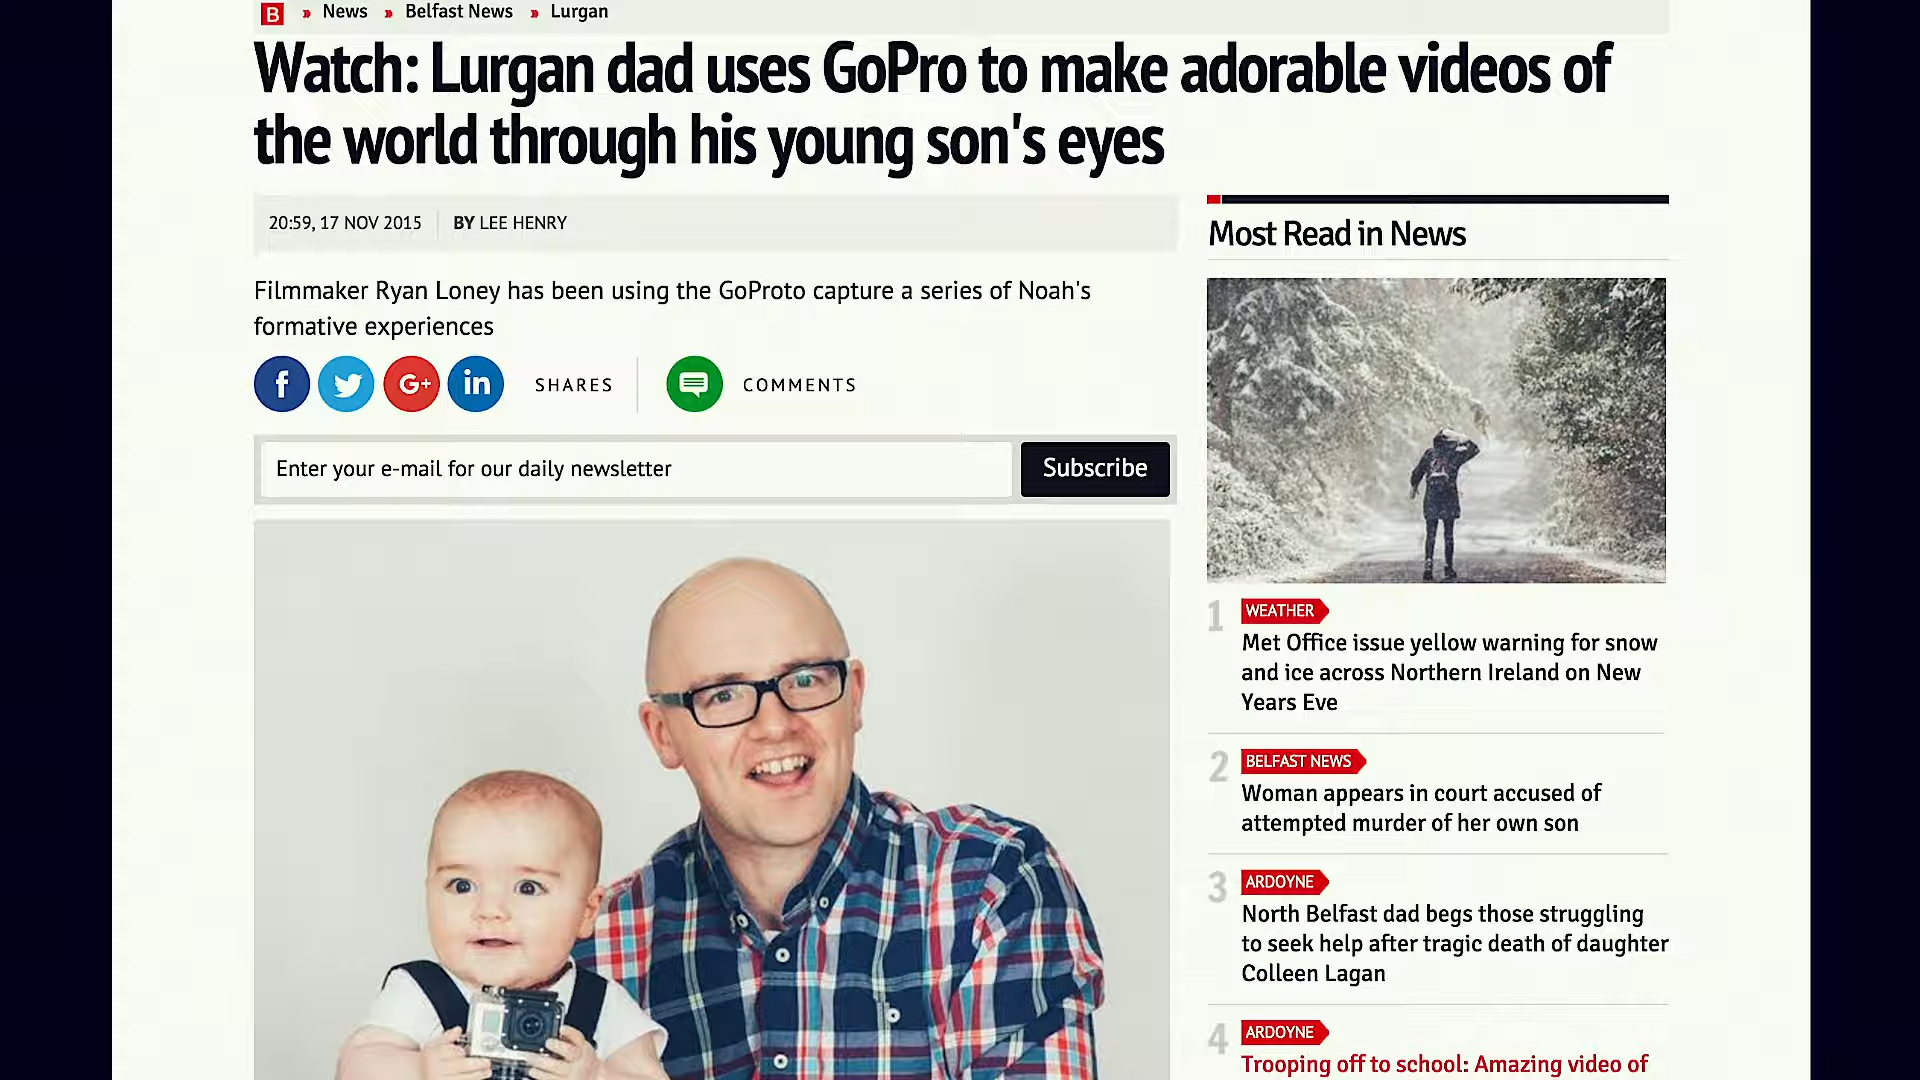 B » News » Belfast News » Lurgan
Watch: Lurgan dad uses GoPro to make adorable videos of
the world through his young son's eyes
20:59, 17 NOV 2015 BY LEE HENRY
Filmmaker Ryan Loney has been using the GoProto capture a series of Noah's
formative experiences
f G+ in SHARES COMMENTS
Enter your e-mail for our daily newsletter Subscribe
Most Read in News
1 WEATHER
Met Office issue yellow warning for snow
and ice across Northern Ireland on New
Years Eve
2 BELFAST NEWS
Woman appears in court accused of
attempted murder of her own son
3 ARDOYNE
North Belfast dad begs those struggling
to seek help after tragic death of daughter
Colleen Lagan
4 ARDOYNE
Trooping off to school: Amazing video of